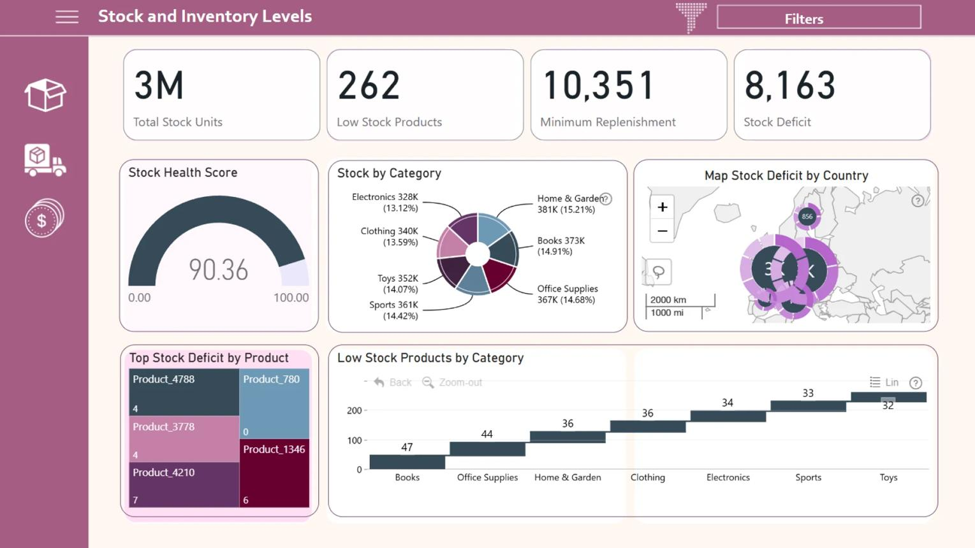 Stock and Inventory Levels
Filters
3M
Total Stock Units
262
Low Stock Products
10,351
Minimum Replenishment
8,163
Stock Deficit
Stock Health Score
90.36
0.00
100.00
Stock by Category
Electronics 328K
(13.12%)
Home & Garden
381K (15.21%)
Clothing 340K
(13.59%)
Books 373K
(14.91%)
Toys 352K
(14.07%)
Office Supplies
367K (14.68%)
Sports 361K
(14.42%)
Map Stock Deficit by Country
+
−
856
3
K
2000 km
1000 mi
Top Stock Deficit by Product
Product_4788
4
Product_780
0
Product_3778
4
Product_1346
6
Product_4210
7
Low Stock Products by Category
Back
Zoom-out
Lin
200
100
0
47
44
36
36
34
33
32
Books
Office Supplies
Home & Garden
Clothing
Electronics
Sports
Toys